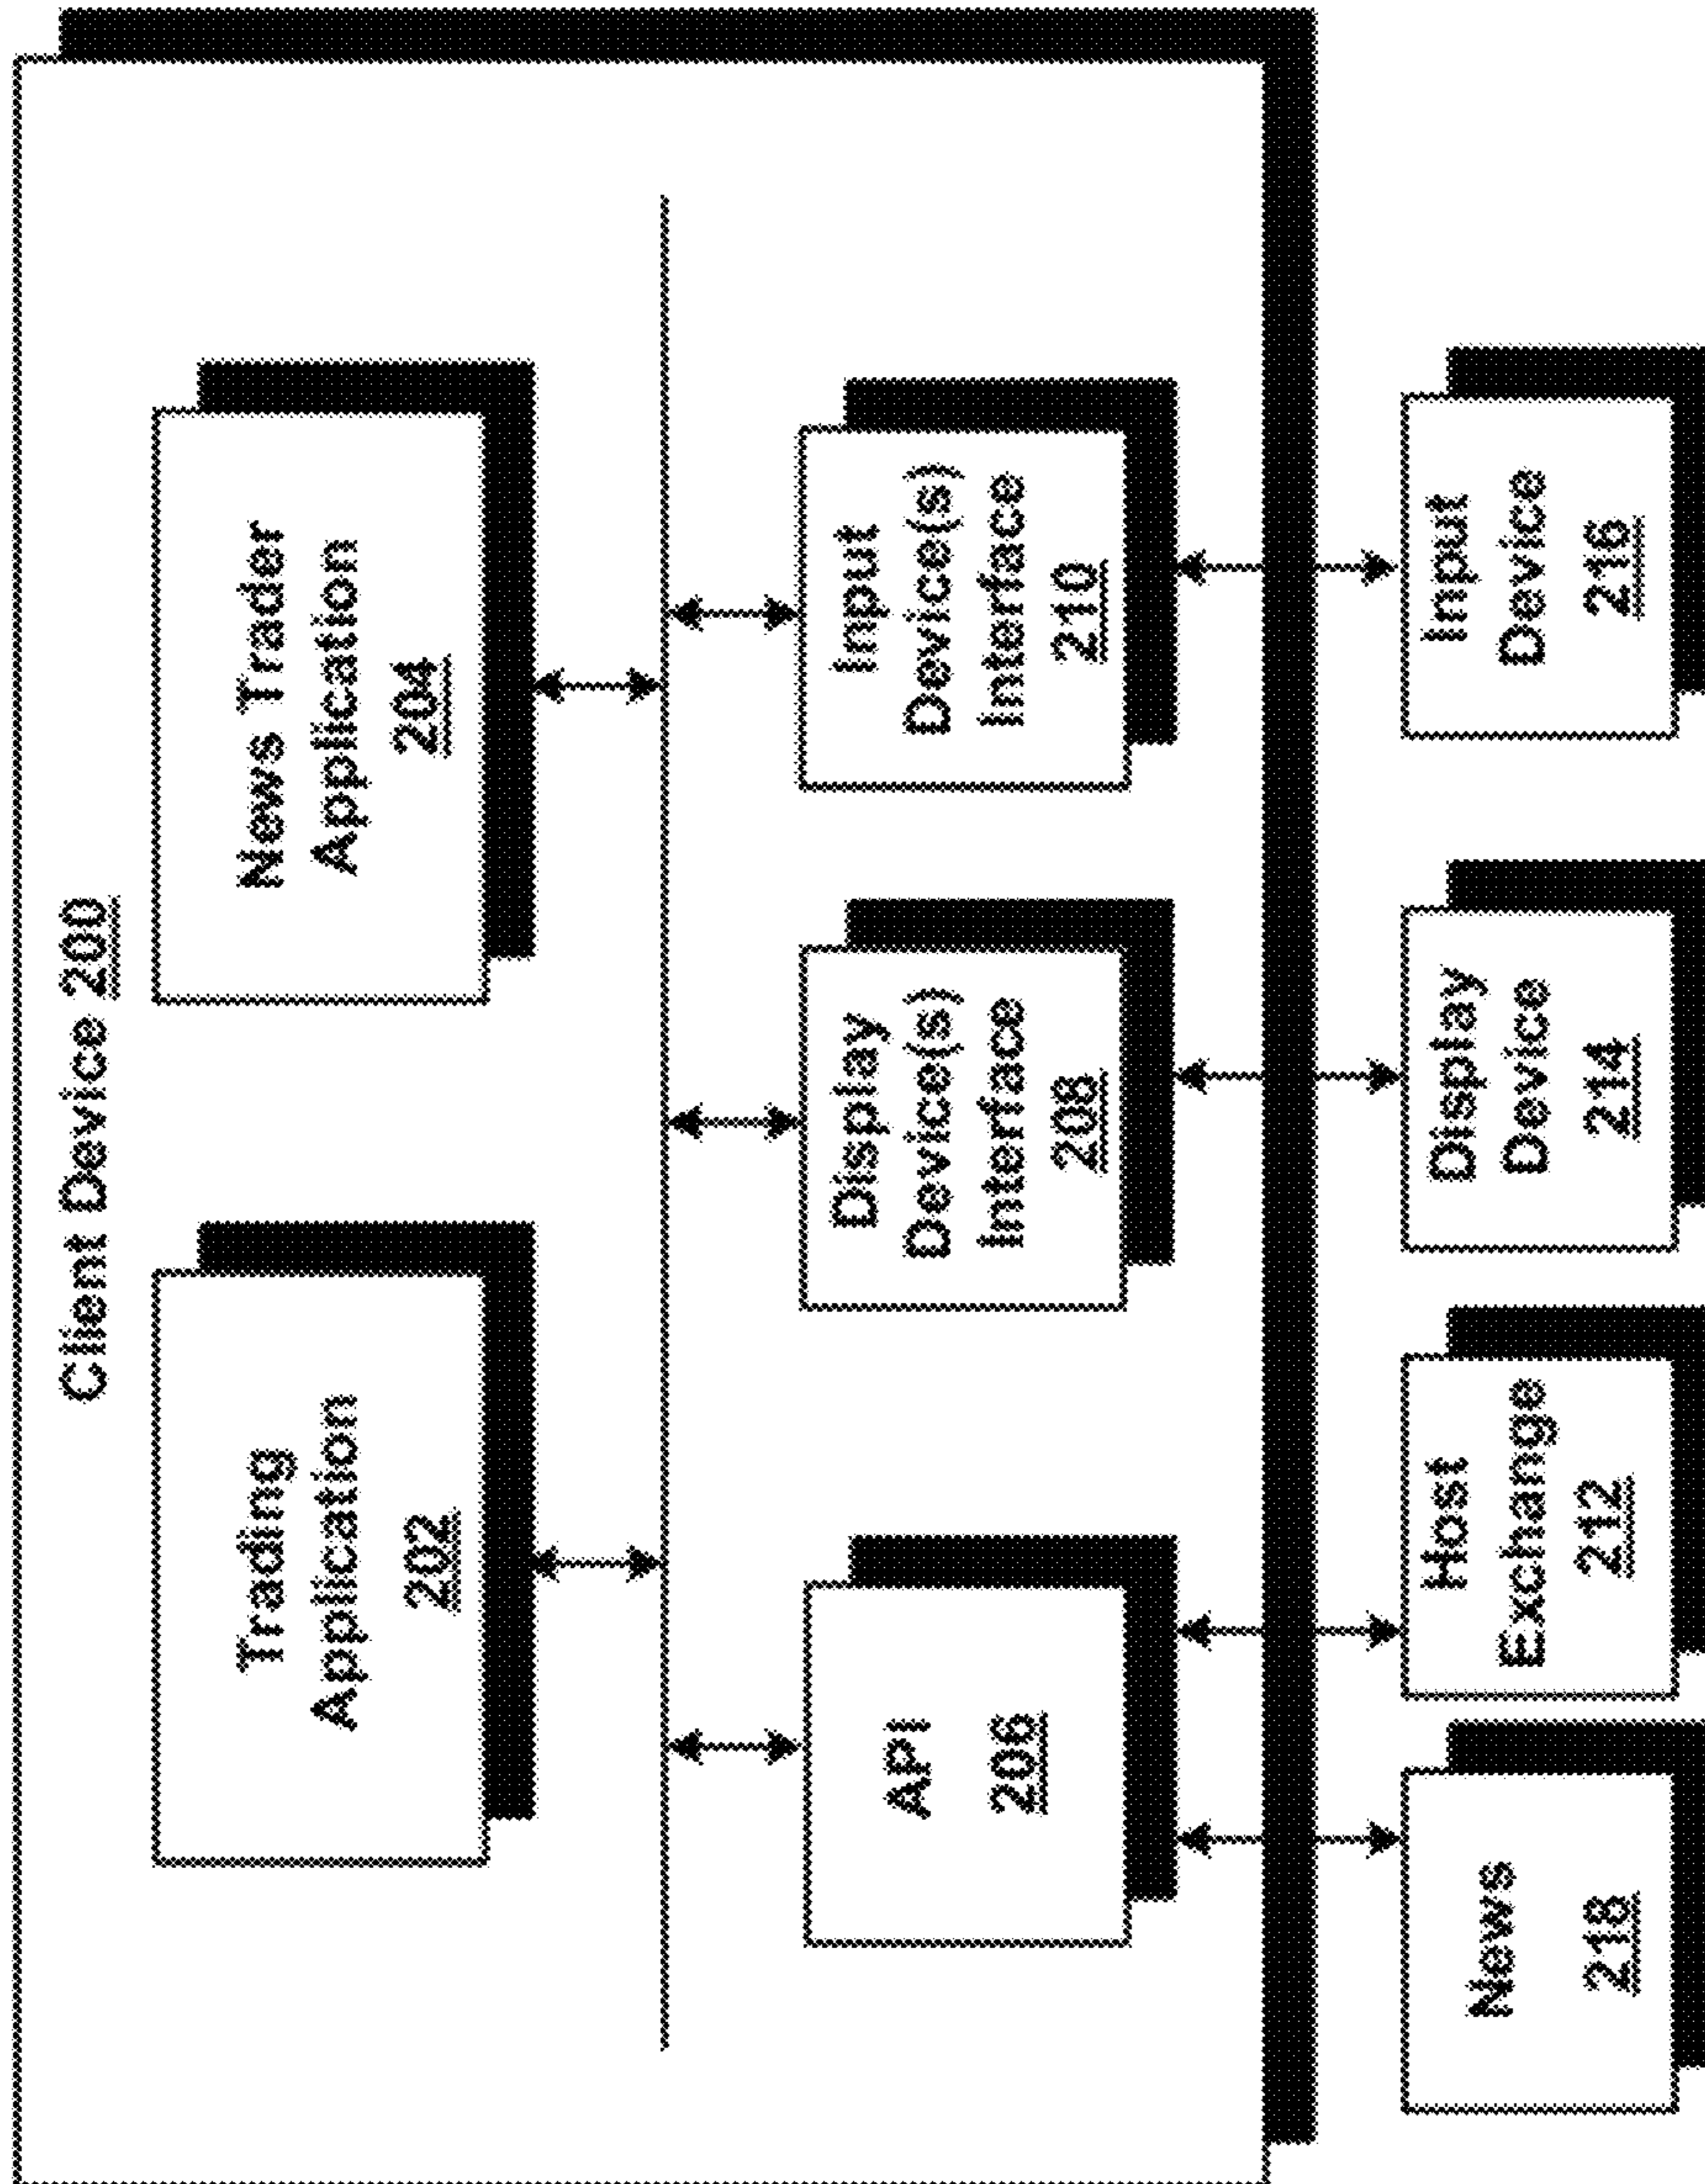 Client Device 200
Trading
Application
202
News Trader
Application
204
API
206
Display
Device(s)
Interface
208
Input
Device(s)
Interface
210
News
218
Host
Exchange
212
Display
Device
214
Input
Device
216